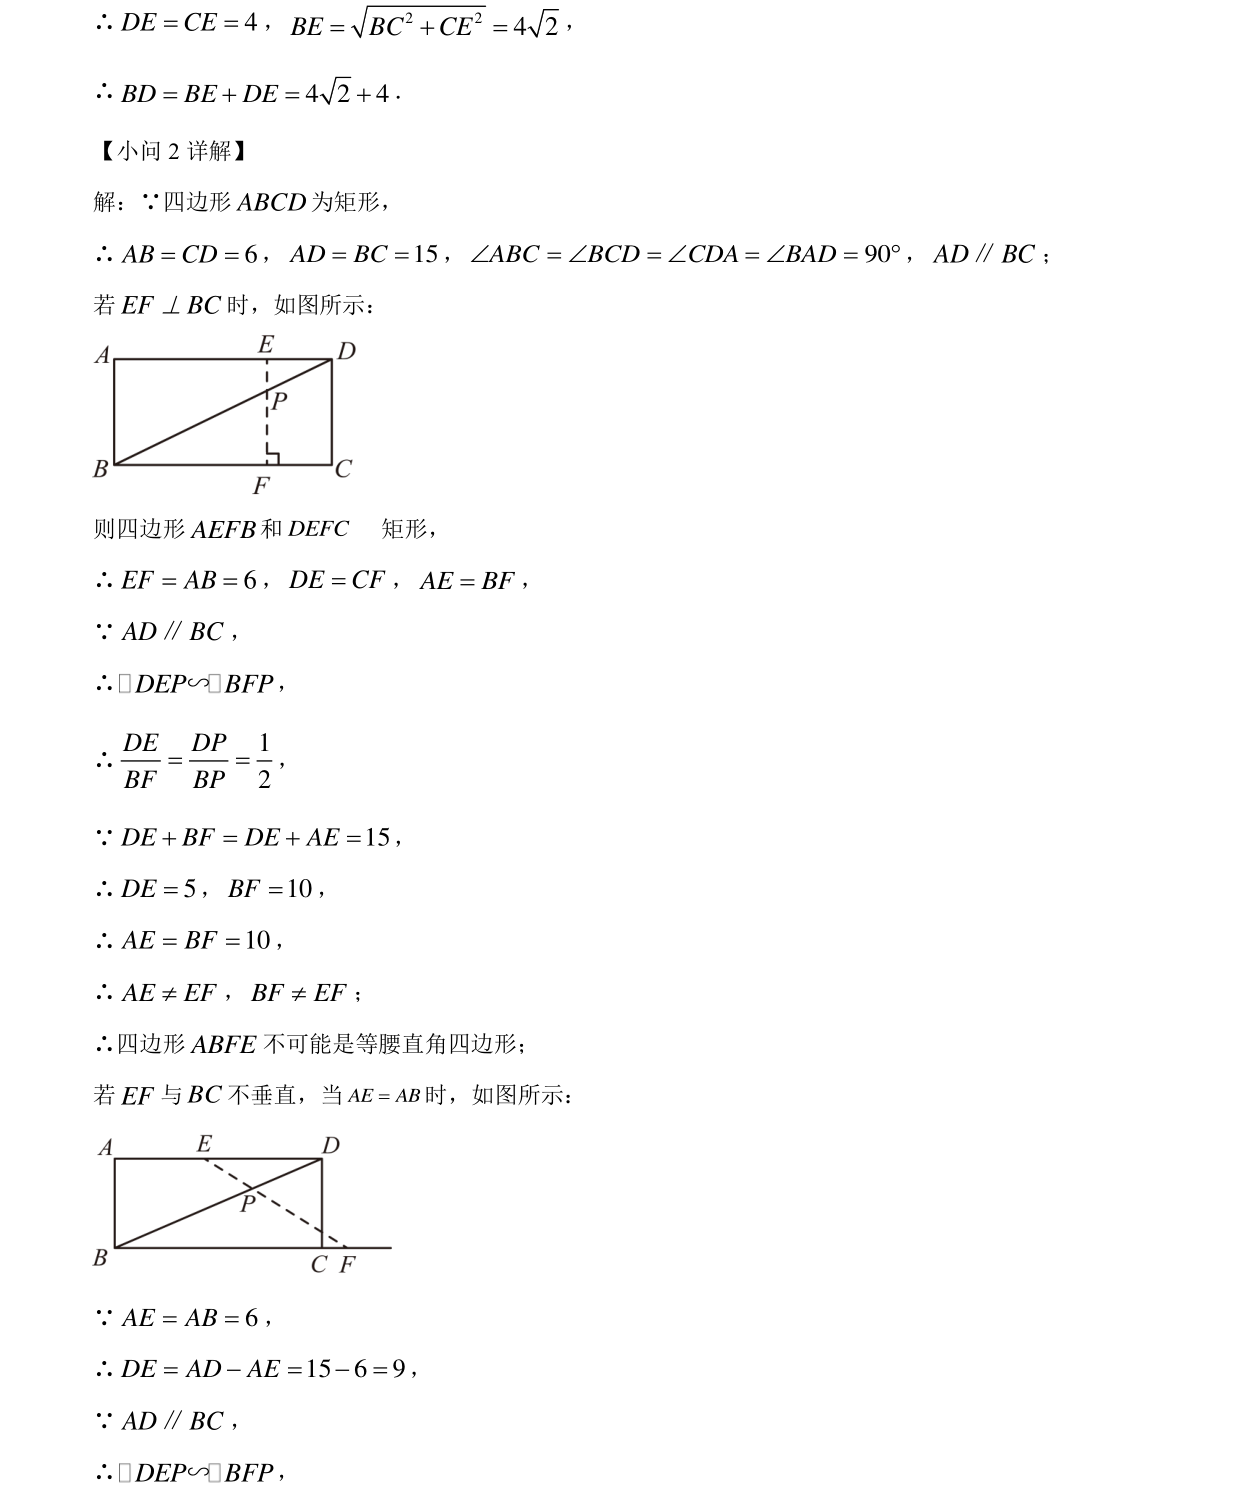 ∴DE=CE=4，BE=√(BC²+CE²)=4√2，
∴BD=BE+DE=4√2+4．
【小问 2 详解】
解：∵四边形 ABCD 为矩形，
∴AB=CD=6，AD=BC=15，∠ABC=∠BCD=∠CDA=∠BAD=90°，AD∥BC；
若 EF⊥BC 时，如图所示：
A E D
P
B F C
则四边形 AEFB 和 DEFC 矩形，
∴EF=AB=6，DE=CF，AE=BF，
∵AD∥BC，
∴□DEP∽□BFP，
∴DE/BF=DP/BP=1/2，
∵DE+BF=DE+AE=15，
∴DE=5，BF=10，
∴AE=BF=10，
∴AE≠EF，BF≠EF；
∴四边形 ABFE 不可能是等腰直角四边形；
若 EF 与 BC 不垂直，当 AE=AB 时，如图所示：
A E D
P
B C F
∵AE=AB=6，
∴DE=AD−AE=15−6=9，
∵AD∥BC，
∴□DEP∽□BFP，